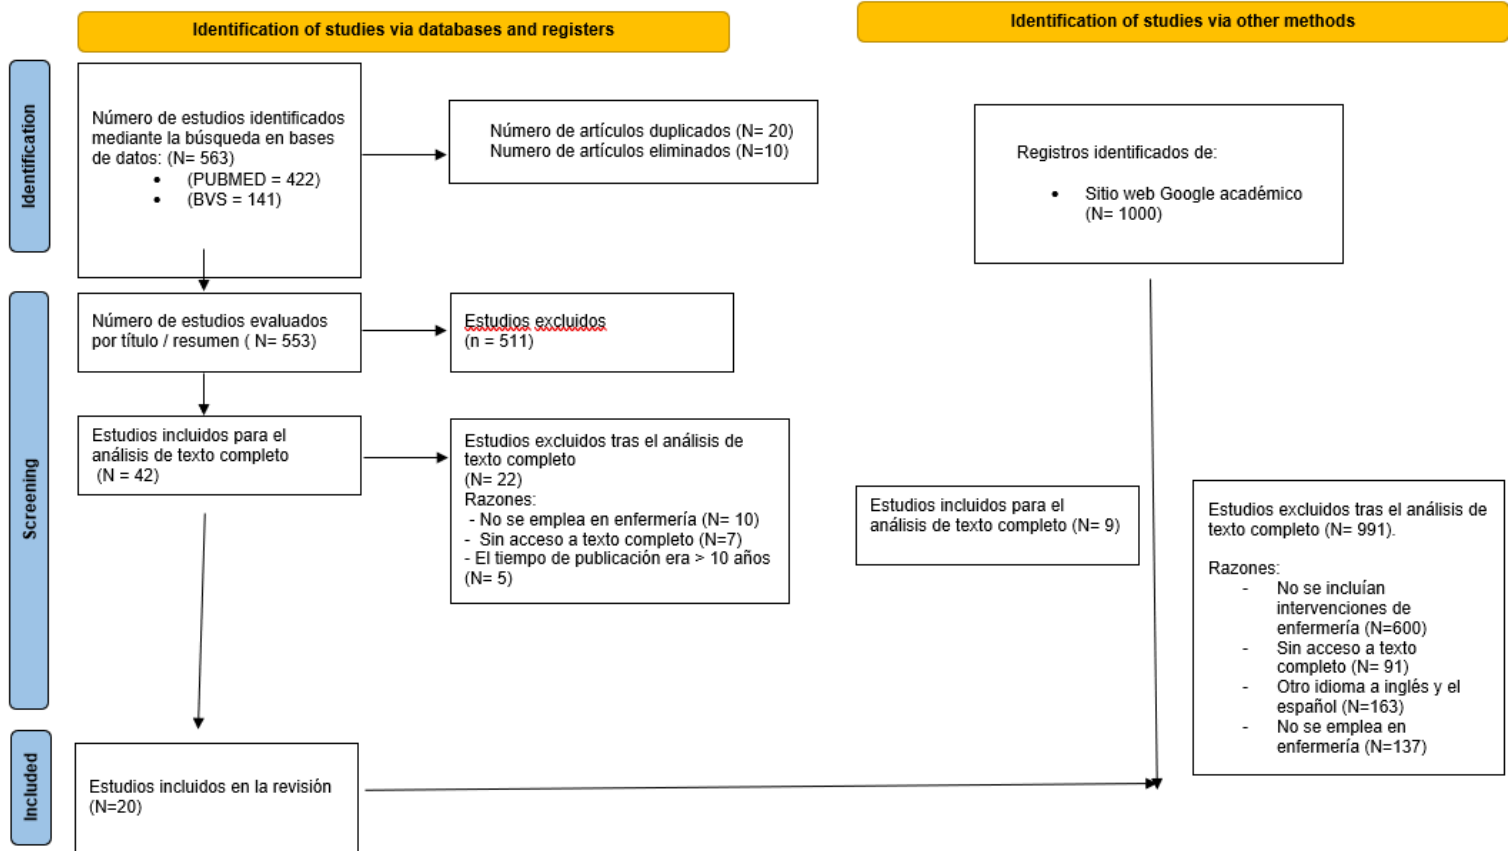 Identification of studies via databases and registers
Identification of studies via other methods
Identification
Número de estudios identificados
mediante la búsqueda en bases
de datos: (N= 563)
• (PUBMED = 422)
• (BVS = 141)
Número de artículos duplicados (N= 20)
Numero de artículos eliminados (N=10)
Registros identificados de:
• Sitio web Google académico
(N= 1000)
Screening
Número de estudios evaluados
por título / resumen ( N= 553)
Estudios excluidos
(n = 511)
Estudios incluidos para el
análisis de texto completo
(N = 42)
Estudios excluidos tras el análisis de
texto completo
(N= 22)
Razones:
- No se emplea en enfermería (N= 10)
- Sin acceso a texto completo (N=7)
- El tiempo de publicación era > 10 años
(N= 5)
Estudios incluidos para el
análisis de texto completo (N= 9)
Estudios excluidos tras el análisis de
texto completo (N= 991).
Razones:
- No se incluían
intervenciones de
enfermería (N=600)
- Sin acceso a texto
completo (N= 91)
- Otro idioma a inglés y el
español (N=163)
- No se emplea en
enfermería (N=137)
Included
Estudios incluidos en la revisión
(N=20)